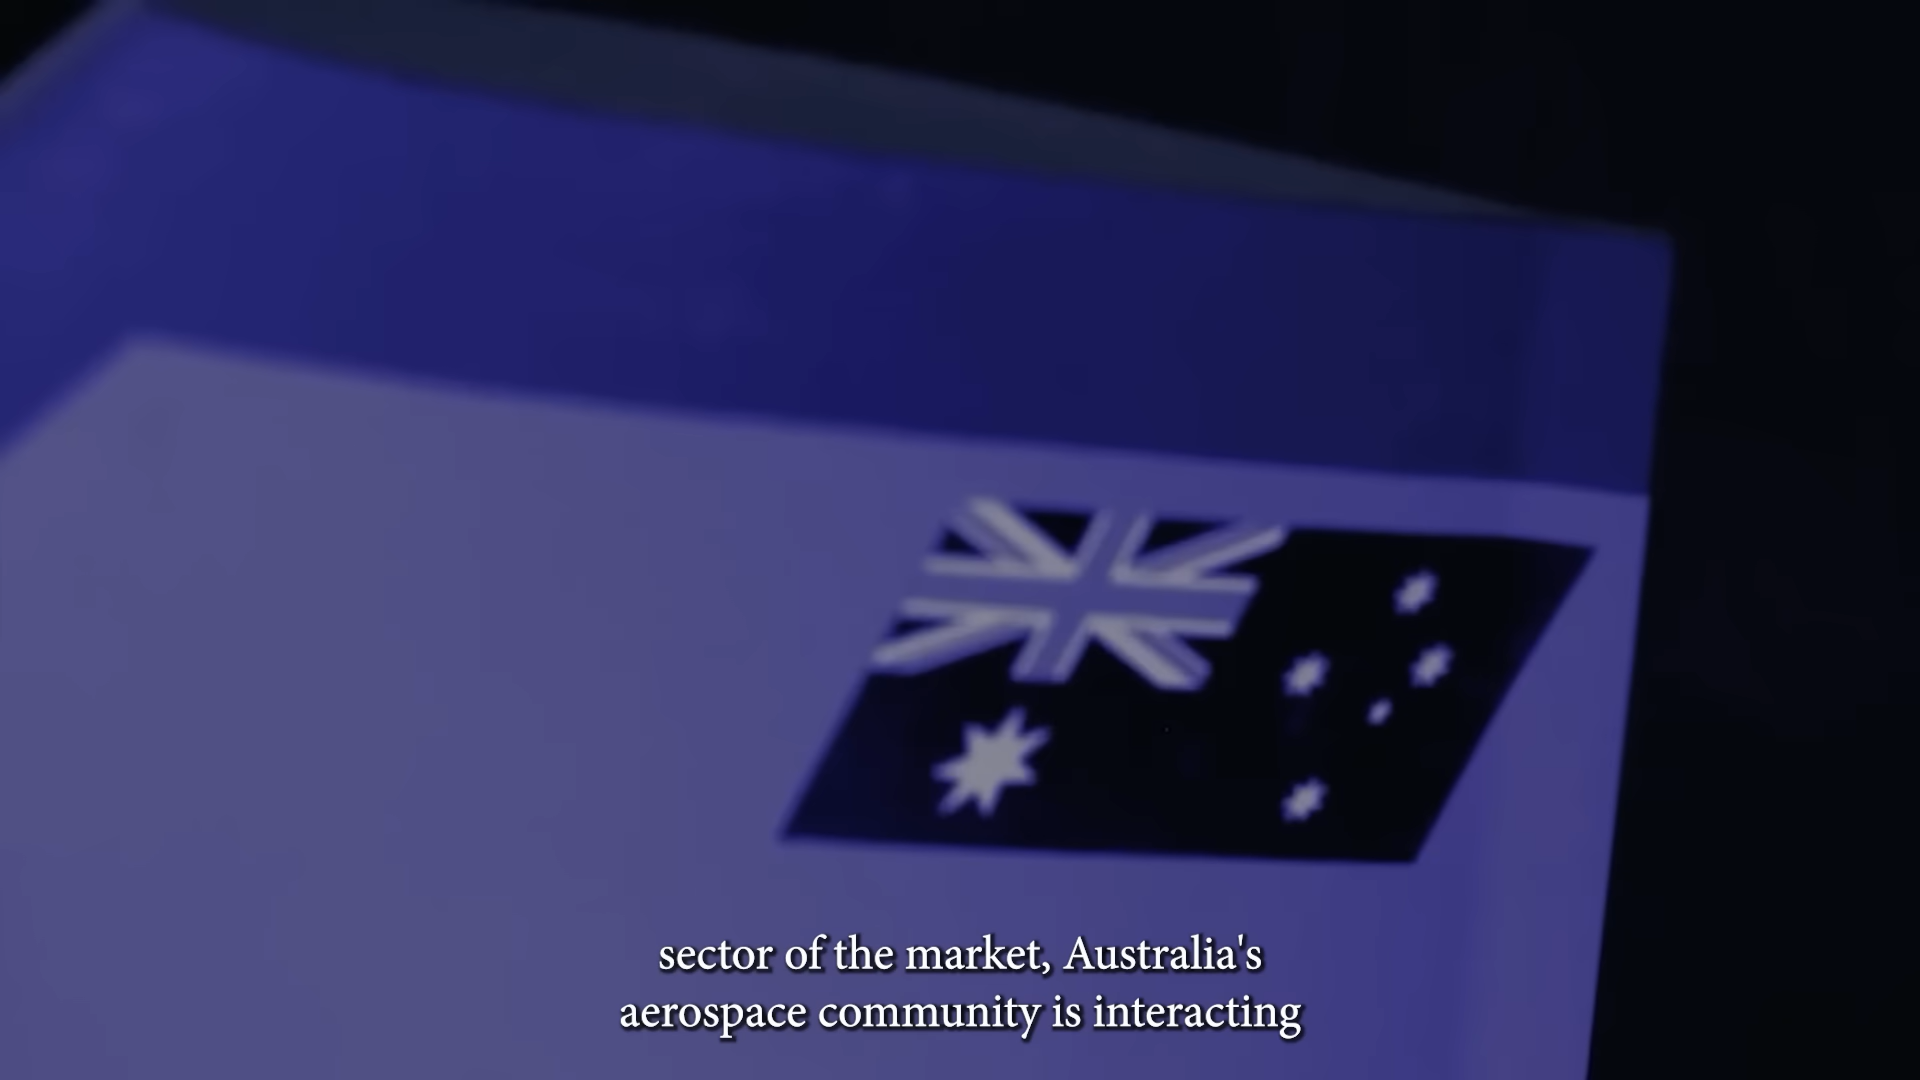 sector of the market, Australia's
aerospace community is interacting